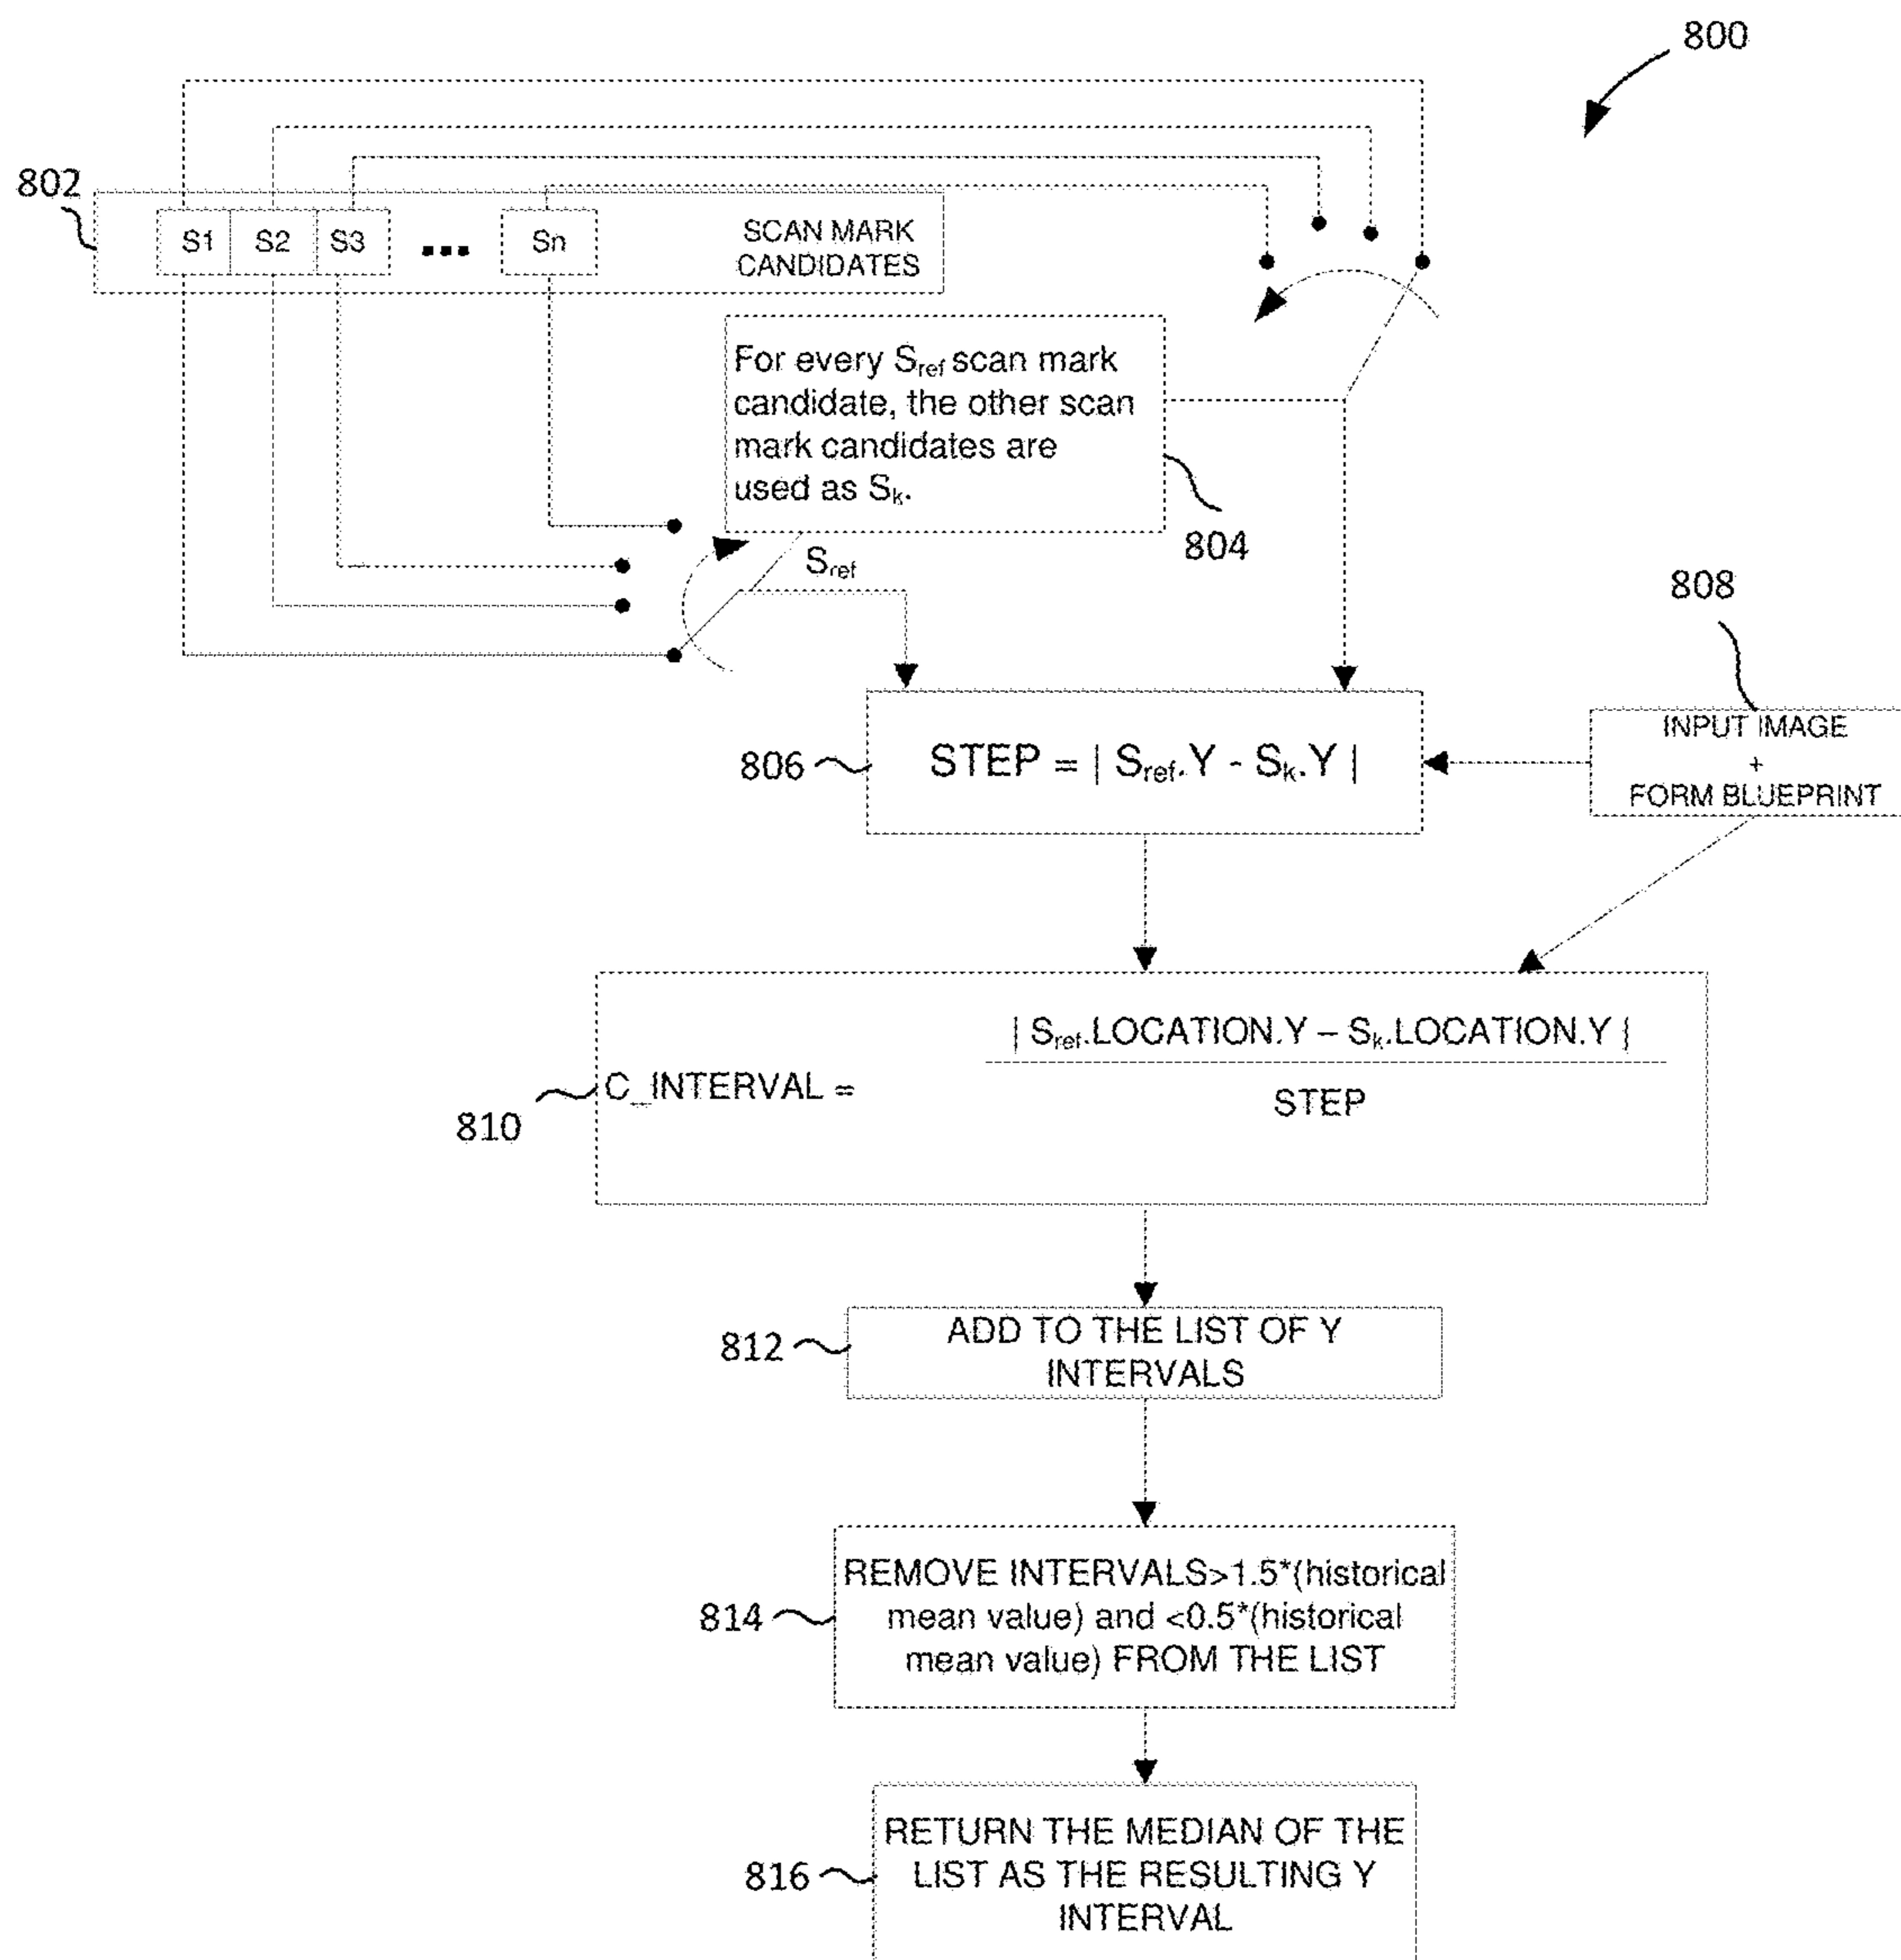 800
802
S1 S2 S3 ... Sn
SCAN MARK
CANDIDATES
For every Sref scan mark
candidate, the other scan
mark candidates are
used as Sk.
804
Sref
808
INPUT IMAGE
+
FORM BLUEPRINT
806
STEP = | Sref.Y - Sk.Y |
| Sref.LOCATION.Y – Sk.LOCATION.Y |
C_INTERVAL =
STEP
810
812
ADD TO THE LIST OF Y
INTERVALS
REMOVE INTERVALS>1.5*(historical
814
mean value) and <0.5*(historical
mean value) FROM THE LIST
RETURN THE MEDIAN OF THE
816
LIST AS THE RESULTING Y
INTERVAL